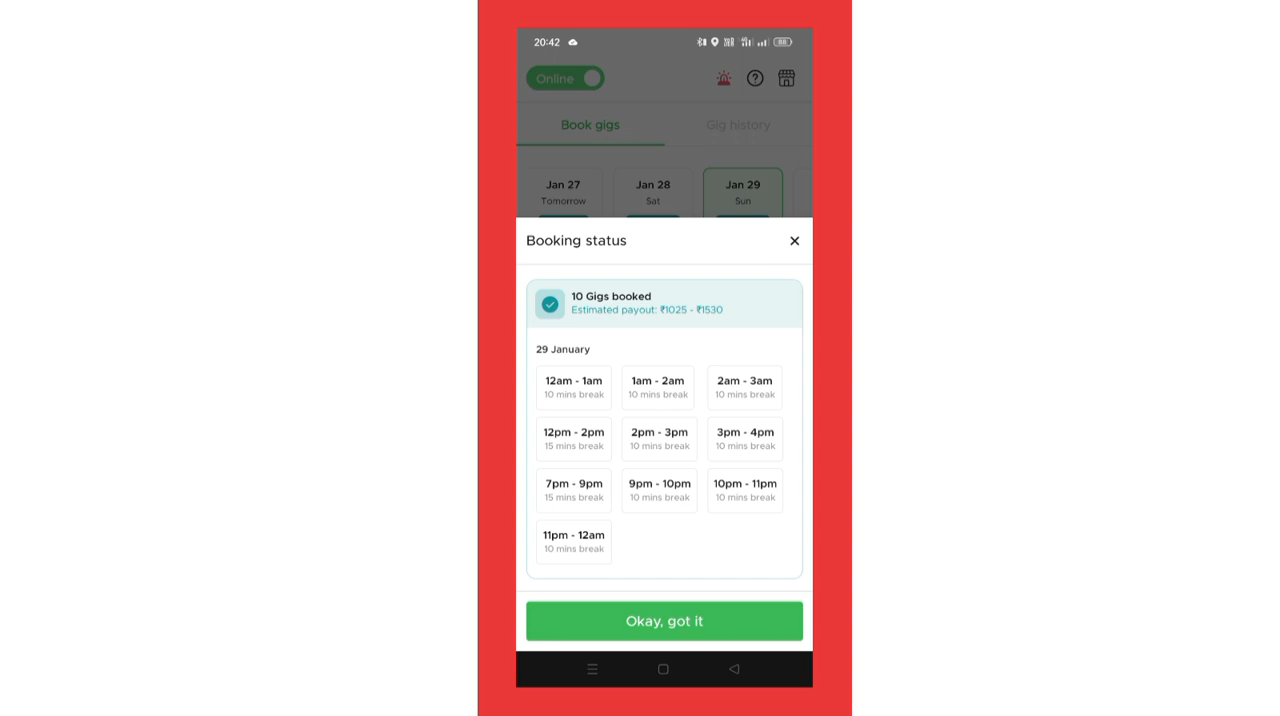 20:42
88
Online
Book gigs Gig history
Jan 27 Jan 28 Jan 29
Tomorrow Sat Sun
Booking status
10 Gigs booked
Estimated payout: ₹1025 - ₹1530
29 January
12am - 1am 1am - 2am 2am - 3am
10 mins break 10 mins break 10 mins break
12pm - 2pm 2pm - 3pm 3pm - 4pm
15 mins break 10 mins break 10 mins break
7pm - 9pm 9pm - 10pm 10pm - 11pm
15 mins break 10 mins break 10 mins break
11pm - 12am
10 mins break
Okay, got it